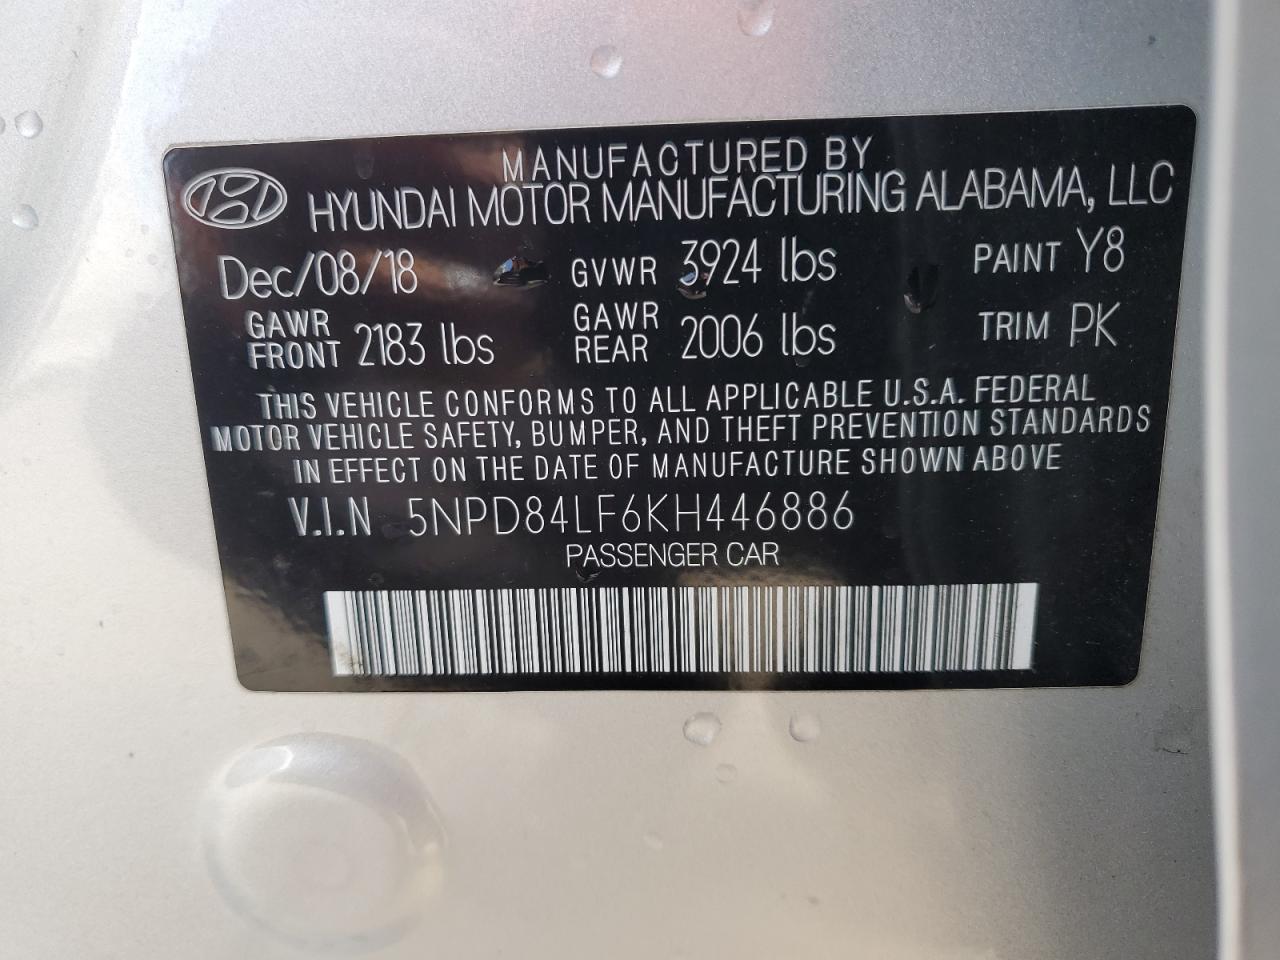 MANUFACTURED BY
HYUNDAI MOTOR MANUFACTURING ALABAMA, LLC
Dec/08/18 GVWR 3924 lbs PAINT Y8
GAWR FRONT 2183 lbs GAWR REAR 2006 lbs TRIM PK
THIS VEHICLE CONFORMS TO ALL APPLICABLE U.S.A. FEDERAL
MOTOR VEHICLE SAFETY, BUMPER, AND THEFT PREVENTION STANDARDS
IN EFFECT ON THE DATE OF MANUFACTURE SHOWN ABOVE
V.I.N 5NPD84LF6KH446886
PASSENGER CAR